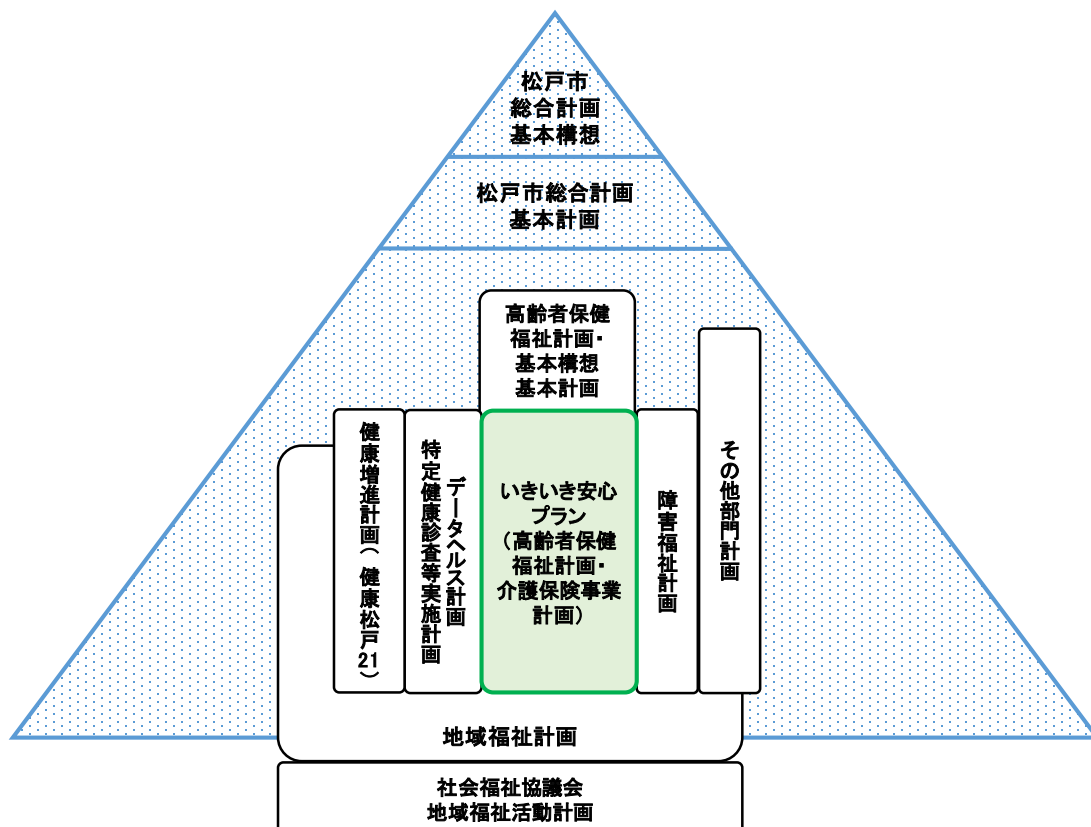 松戸市
総合計画
基本構想
松戸市総合計画
基本計画
高齢者保健
福祉計画・
基本構想
基本計画
健康増進計画（健康松戸21）
データヘルス計画
特定健康診査等実施計画
いきいき安心
プラン
（高齢者保健
福祉計画・
介護保険事業
計画）
障害福祉計画
その他部門計画
地域福祉計画
社会福祉協議会
地域福祉活動計画